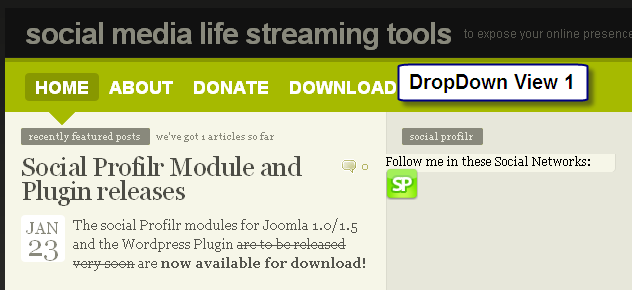 social media life streaming tools to expose your online presence
HOME ABOUT DONATE DOWNLOAD DropDown View 1
recently featured posts we've got 1 articles so far
social profilr
Social Profilr Module and
Plugin releases
0
Follow me in these Social Networks:
SP
JAN
23
The social Profilr modules for Joomla 1.0/1.5
and the Wordpress Plugin are to be released
very soon are now available for download!